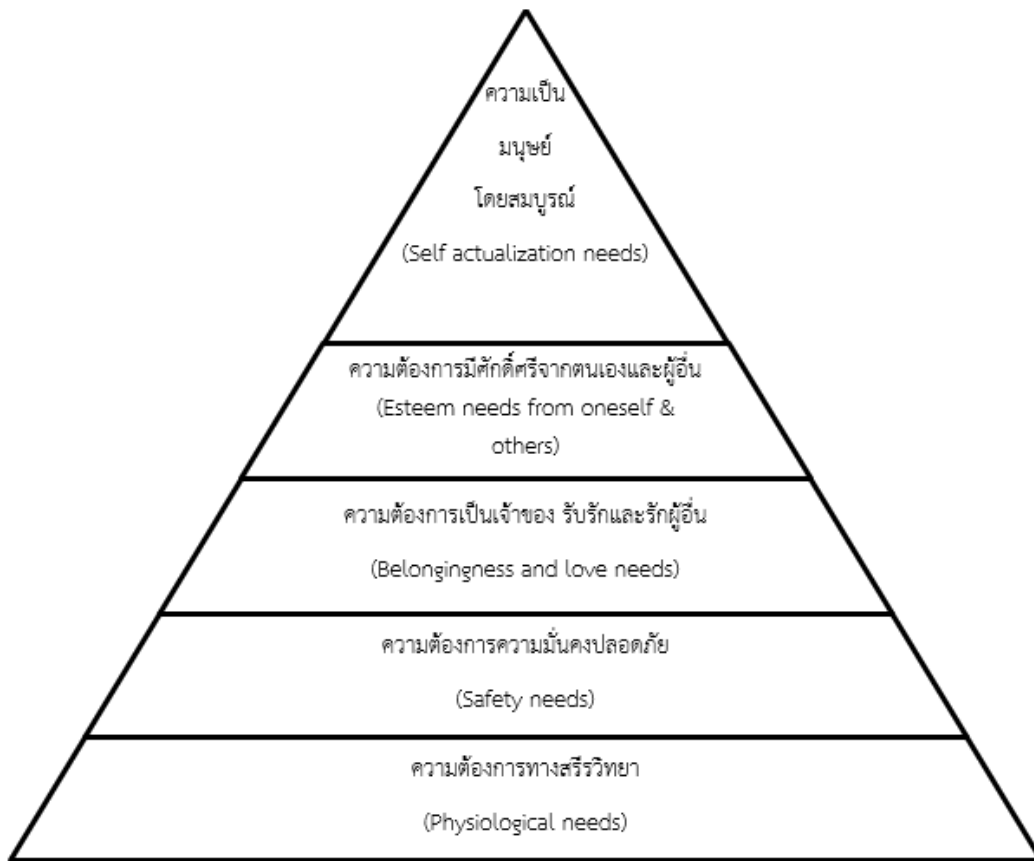 ความเป็น
มนุษย์
โดยสมบูรณ์
(Self actualization needs)
ความต้องการมีศักดิ์ศรีจากตนเองและผู้อื่น
(Esteem needs from oneself &
others)
ความต้องการเป็นเจ้าของ รับรักและรักผู้อื่น
(Belongingness and love needs)
ความต้องการความมั่นคงปลอดภัย
(Safety needs)
ความต้องการทางสรีรวิทยา
(Physiological needs)